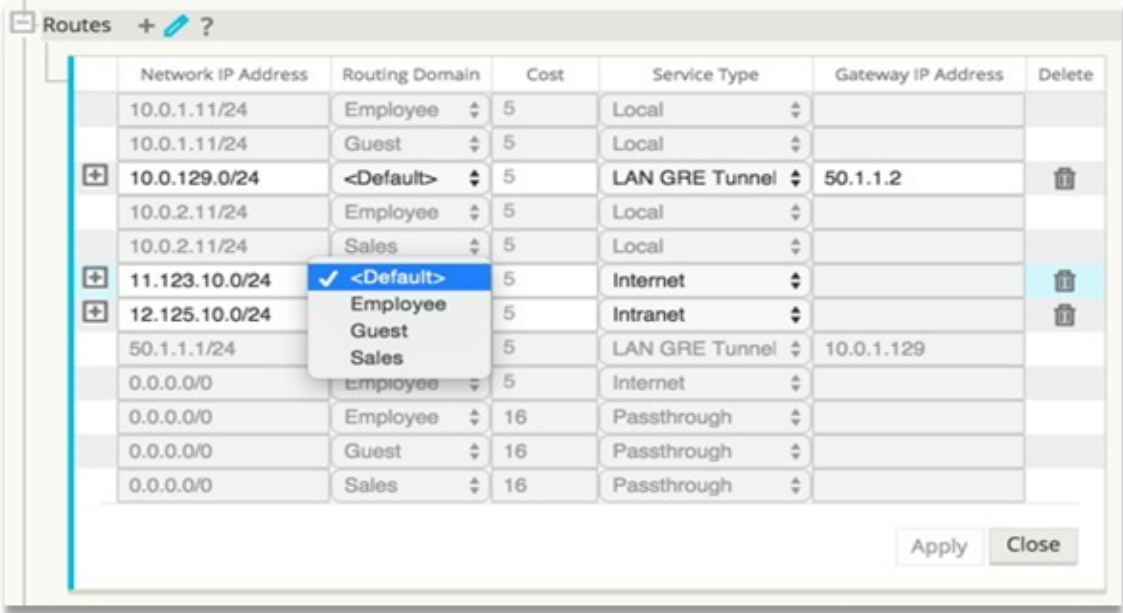 Routes + ?
Network IP Address Routing Domain Cost Service Type Gateway IP Address Delete
10.0.1.11/24 Employee 5 Local
10.0.1.11/24 Guest 5 Local
10.0.129.0/24 <Default> 5 LAN GRE Tunnel 50.1.1.2
10.0.2.11/24 Employee 5 Local
10.0.2.11/24 Sales 5 Local
11.123.10.0/24 ✓ <Default> 5 Internet
Employee
12.125.10.0/24 5 Intranet
Guest
50.1.1.1/24 Sales 5 LAN GRE Tunnel 10.0.1.129
0.0.0.0/0 Employee 5 Internet
0.0.0.0/0 Employee 16 Passthrough
0.0.0.0/0 Guest 16 Passthrough
0.0.0.0/0 Sales 16 Passthrough
Apply Close